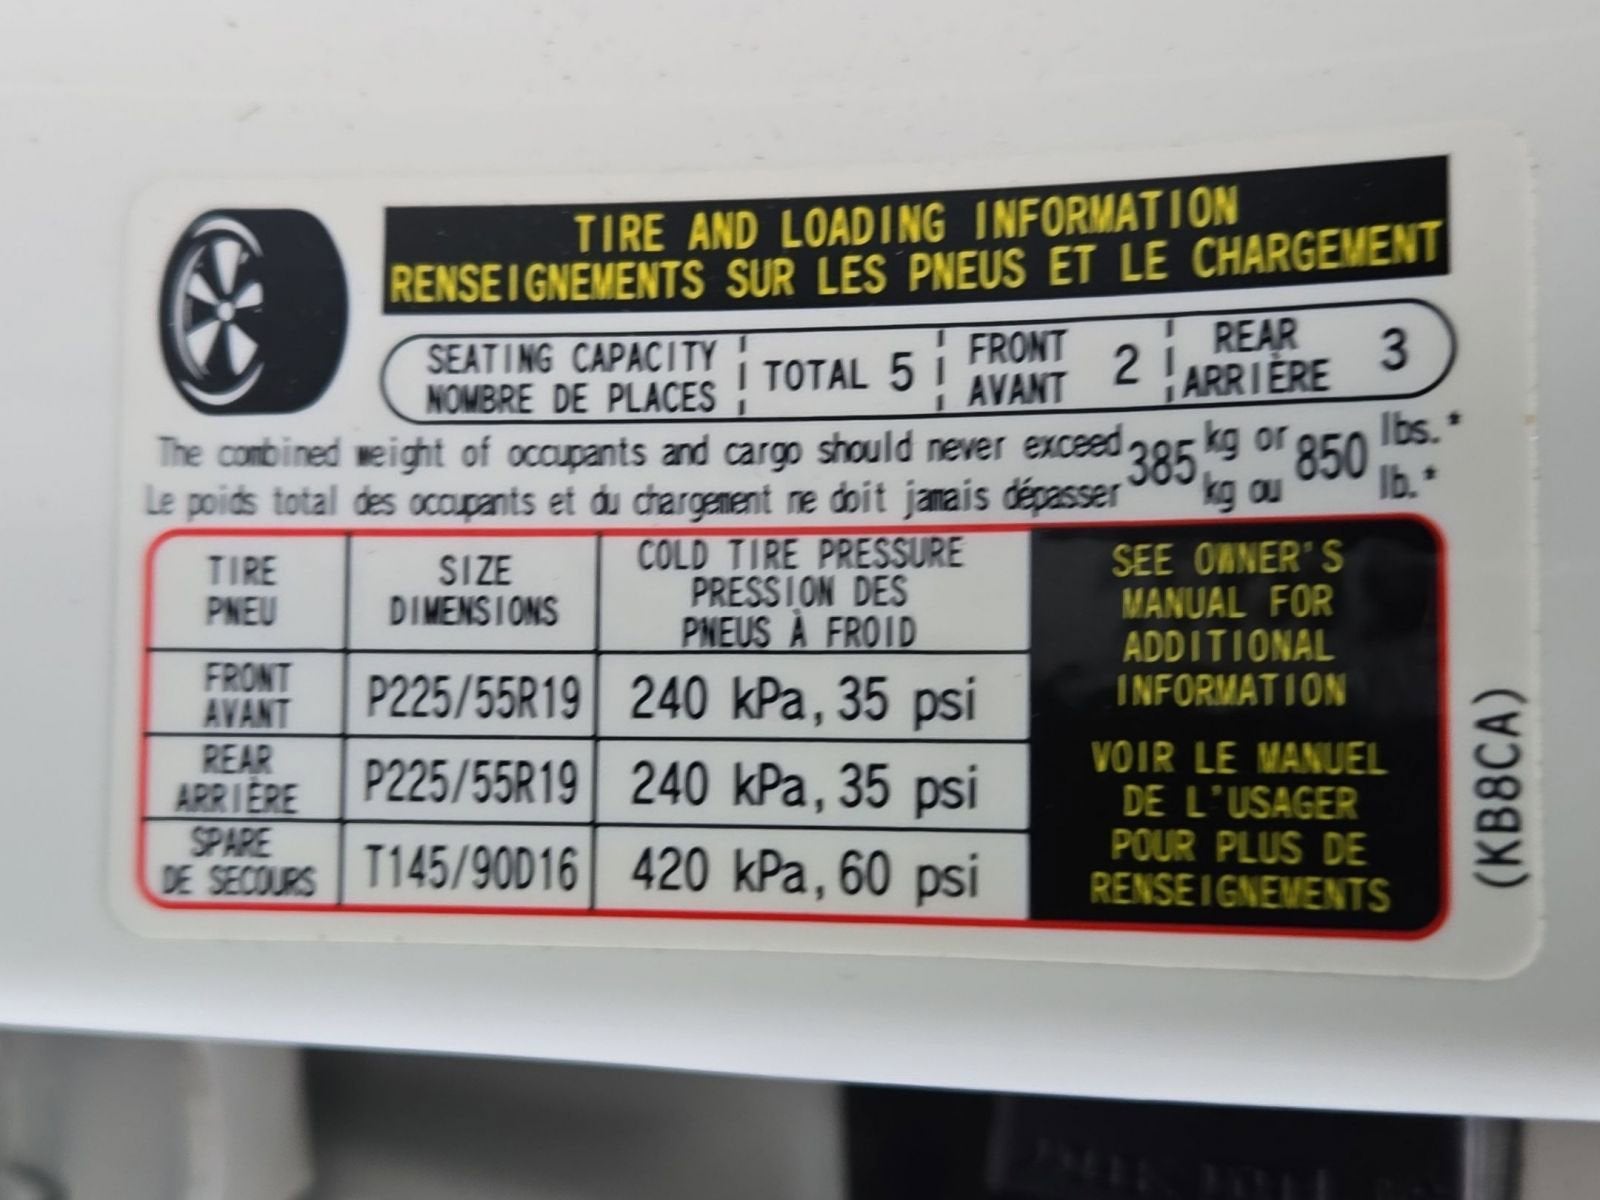 TIRE AND LOADING INFORMATION
RENSEIGNEMENTS SUR LES PNEUS ET LE CHARGEMENT
SEATING CAPACITY
NOMBRE DE PLACES
TOTAL 5
FRONT
AVANT
2
REAR
ARRIÈRE
3
The combined weight of occupants and cargo should never exceed 385 kg or 850 lbs.*
Le poids total des occupants et du chargement ne doit jamais dépasser kg ou lb.*
TIRE
PNEU
SIZE
DIMENSIONS
COLD TIRE PRESSURE
PRESSION DES
PNEUS À FROID
FRONT
AVANT
P225/55R19
240 kPa, 35 psi
REAR
ARRIÈRE
P225/55R19
240 kPa, 35 psi
SPARE
DE SECOURS
T145/90D16
420 kPa, 60 psi
SEE OWNER'S
MANUAL FOR
ADDITIONAL
INFORMATION
VOIR LE MANUEL
DE L'USAGER
POUR PLUS DE
RENSEIGNEMENTS
(KB8CA)